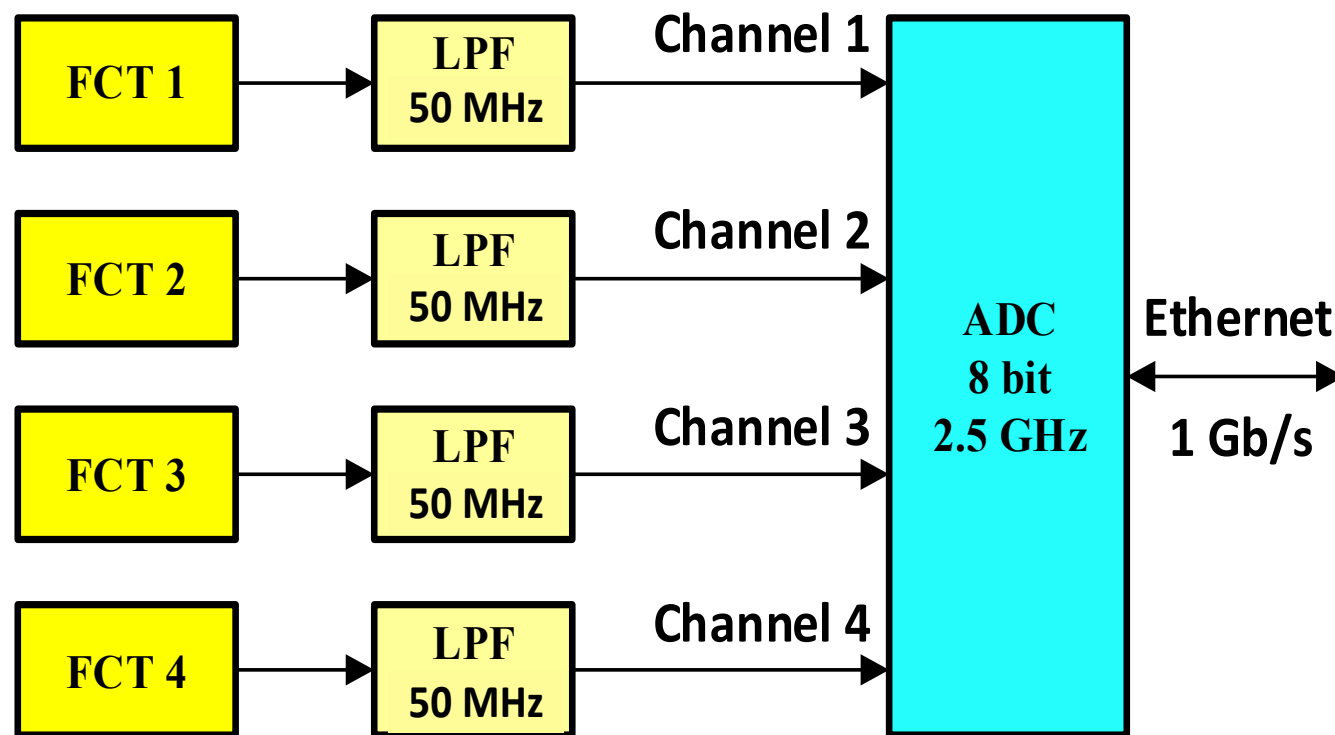 FCT 1
LPF
50 MHz
Channel 1
FCT 2
LPF
50 MHz
Channel 2
FCT 3
LPF
50 MHz
Channel 3
FCT 4
LPF
50 MHz
Channel 4
ADC
8 bit
2.5 GHz
Ethernet
1 Gb/s